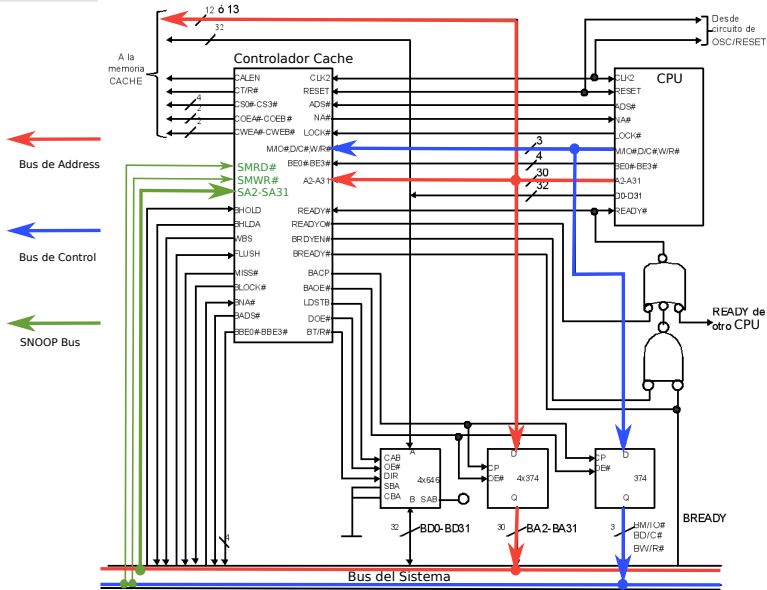 12 ó 13
32
A la
memoria
CACHE
Desde
circuito de
OSC/RESET
Controlador Cache
CPU
CALEN
CT/R#
CS0#-CS3#
COEA#-COEB#
CWEA#-CWEB#
4
2
2
CLK2
RESET
ADS#
NA#
LOCK#
M/IO#,D/C#,W/R#
BE0#-BE3#
A2-A31
CLK2
RESET
ADS#
NA#
LOCK#
M/IO#,D/C#,W/R#
BE0#-BE3#
A2-A31
D0-D31
READY#
3
4
30
32
Bus de Address
Bus de Control
SNOOP Bus
SMRD#
SMWR#
SA2-SA31
BHOLD
BHLDA
WBS
FLUSH
MISS#
BLOCK#
BNA#
BADS#
BBE0#-BBE3#
READY#
READYO#
BRDYEN#
BREADY#
BACP
BAOE#
LDSTB
DOE#
BT/R#
READY de
otro CPU
CAB
OE#
DIR
SBA
CBA
A
4x646
B
SAB
D
CP
OE#
4x374
Q
D
CP
OE#
374
Q
4
32
BD0-BD31
30
BA2-BA31
3
BM/IO#
BD/C#
BW/R#
BREADY
Bus del Sistema